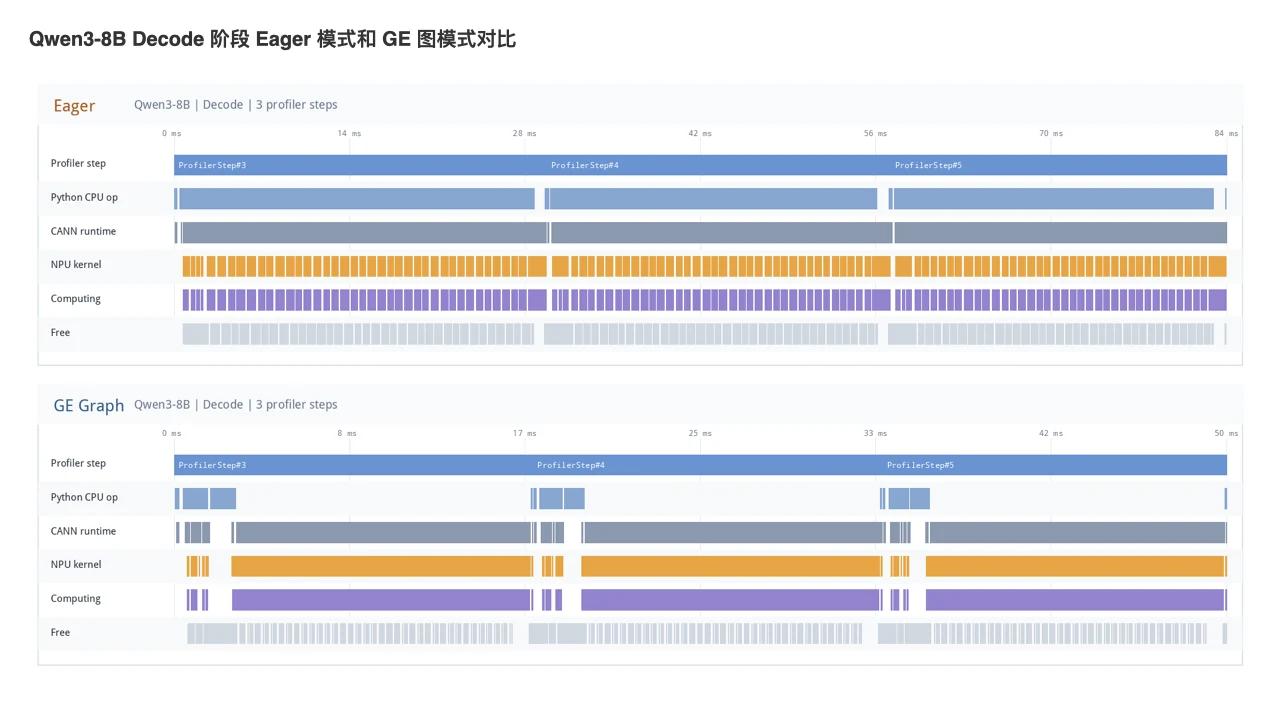 Qwen3-8B Decode 阶段 Eager 模式和 GE 图模式对比
Eager Qwen3-8B | Decode | 3 profiler steps
0 ms 14 ms 28 ms 42 ms 56 ms 70 ms 84 ms
Profiler step ProfilerStep#3 ProfilerStep#4 ProfilerStep#5
Python CPU op
CANN runtime
NPU kernel
Computing
Free
GE Graph Qwen3-8B | Decode | 3 profiler steps
0 ms 8 ms 17 ms 25 ms 33 ms 42 ms 50 ms
Profiler step ProfilerStep#3 ProfilerStep#4 ProfilerStep#5
Python CPU op
CANN runtime
NPU kernel
Computing
Free